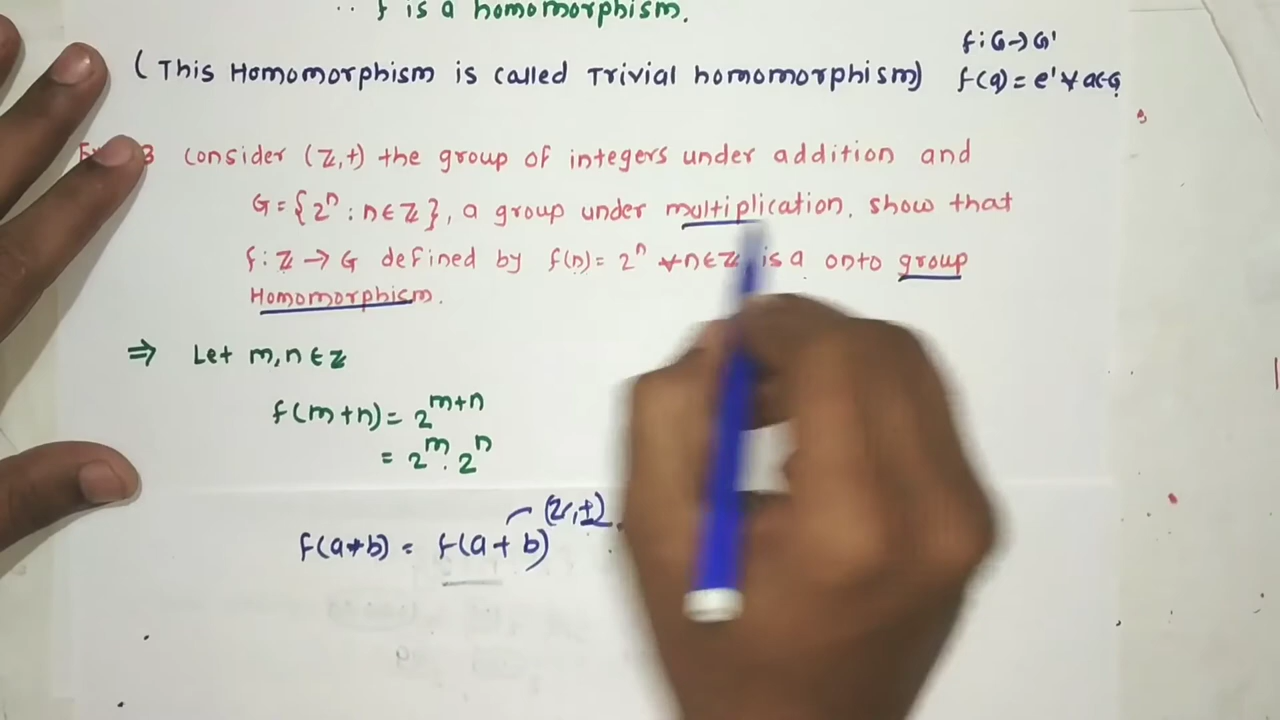 ∵ f is a homomorphism.
f : G → G'
(This Homomorphism is called Trivial homomorphism) f(a) = e' ∀ a ∈ G
3 Consider (ℤ,+) the group of integers under addition and
G = {2ⁿ : n ∈ ℤ}, a group under multiplication. show that
f : ℤ → G defined by f(n) = 2ⁿ ∀ n ∈ ℤ is a onto group
Homomorphism.
⇒ Let m, n ∈ ℤ
f(m+n) = 2^{m+n}
= 2^m . 2^n
(ℤ,+)
f(a*b) = f(a+b)